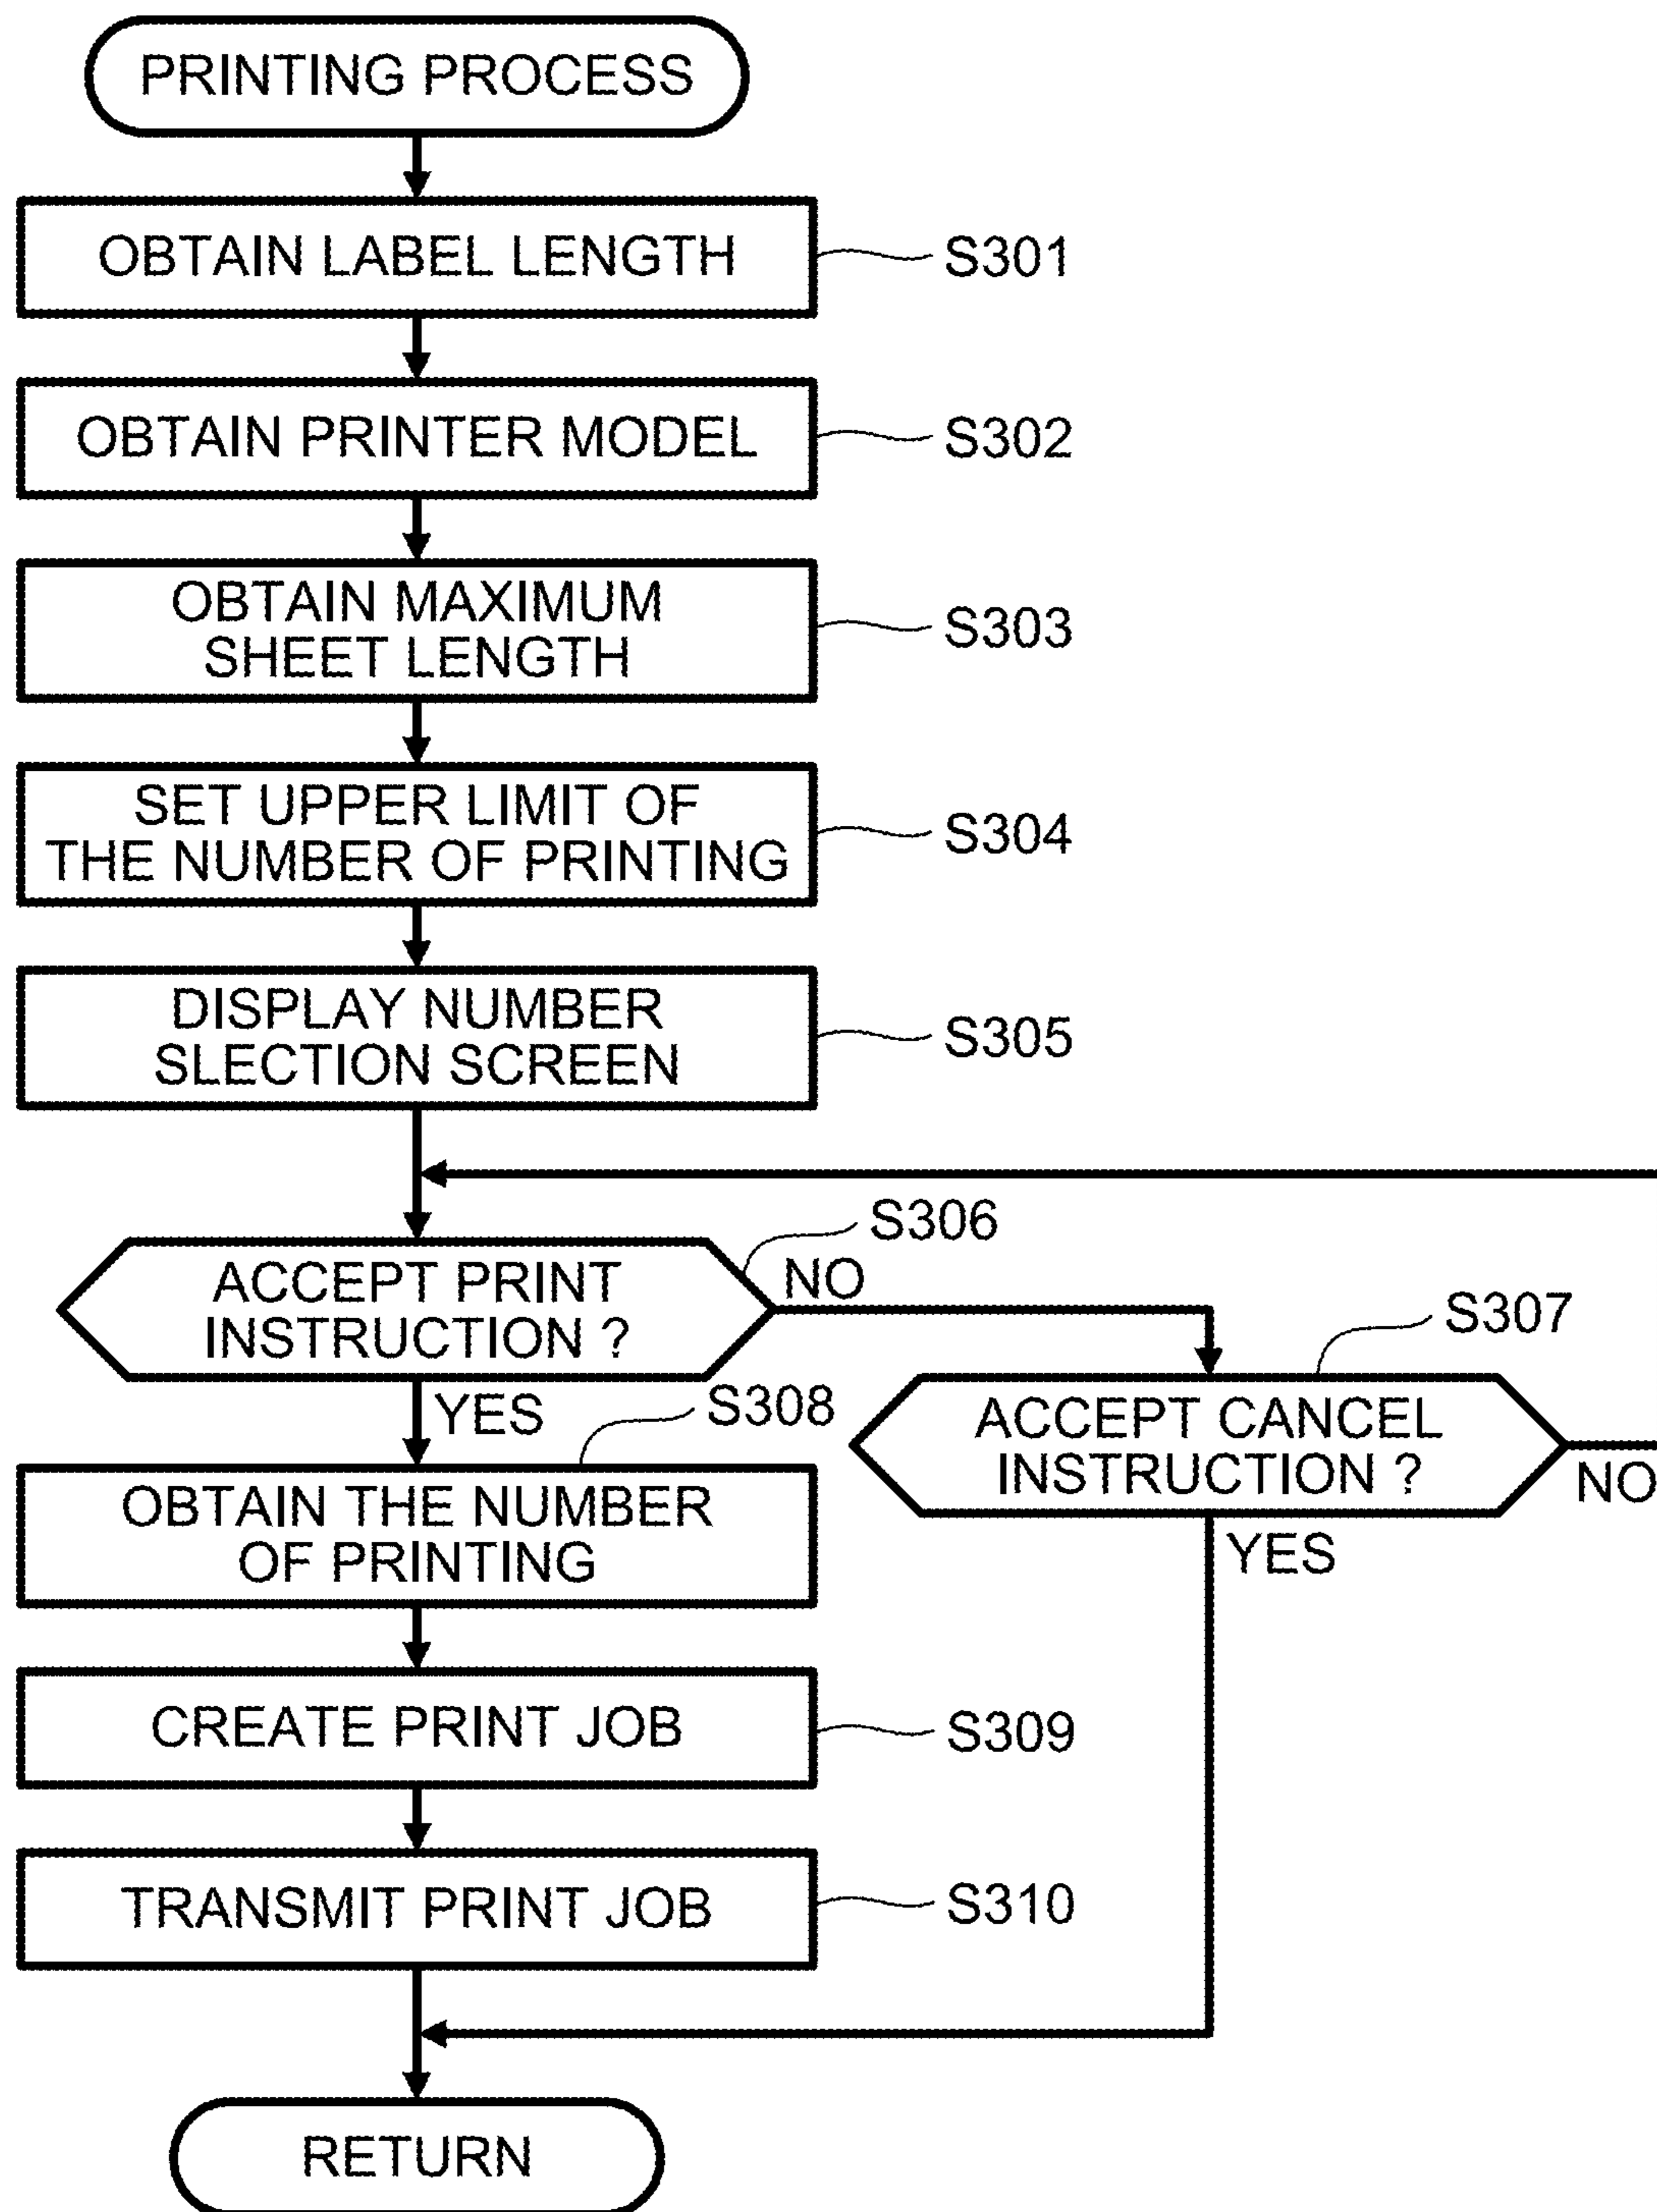 PRINTING PROCESS
OBTAIN LABEL LENGTH
S301
OBTAIN PRINTER MODEL
S302
OBTAIN MAXIMUM
SHEET LENGTH
S303
SET UPPER LIMIT OF
THE NUMBER OF PRINTING
S304
DISPLAY NUMBER
SLECTION SCREEN
S305
ACCEPT PRINT
INSTRUCTION ?
S306
NO
YES
ACCEPT CANCEL
INSTRUCTION ?
S307
NO
YES
OBTAIN THE NUMBER
OF PRINTING
S308
CREATE PRINT JOB
S309
TRANSMIT PRINT JOB
S310
RETURN